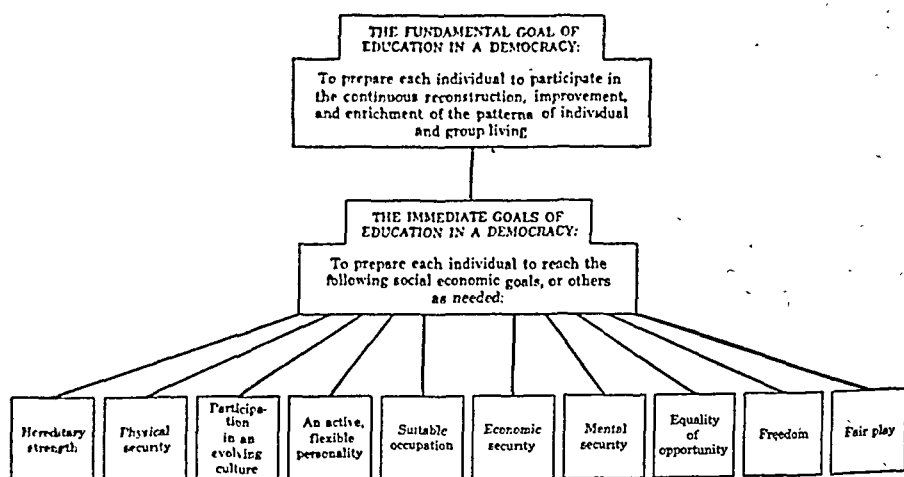 THE FUNDAMENTAL GOAL OF
EDUCATION IN A DEMOCRACY:
To prepare each individual to participate in
the continuous reconstruction, improvement,
and enrichment of the patterns of individual
and group living
THE IMMEDIATE GOALS OF
EDUCATION IN A DEMOCRACY:
To prepare each individual to reach the
following social economic goals, or others
as needed:
Hereditary
strength
Physical
security
Participa-
tion
in an
evolving
culture
An active,
flexible
personality
Suitable
occupation
Economic
security
Mental
security
Equality
of
opportunity
Freedom
Fair play